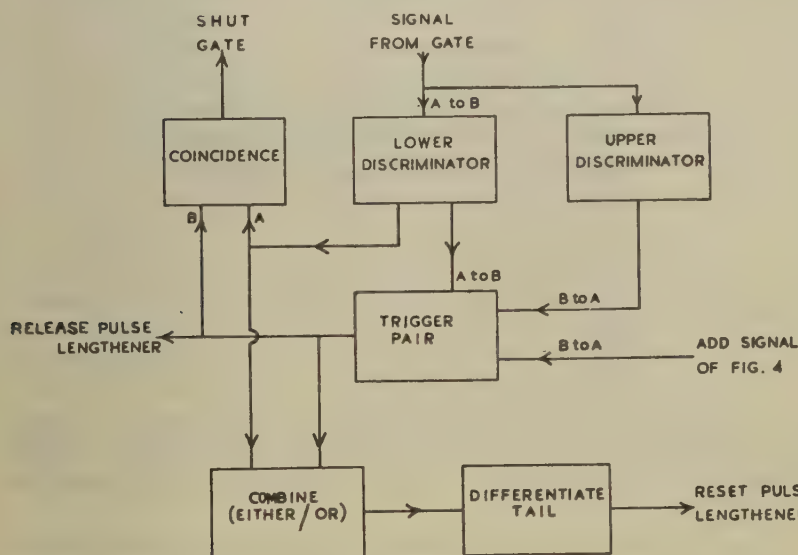 SHUT
GATE
SIGNAL
FROM GATE
A to B
COINCIDENCE
LOWER
DISCRIMINATOR
UPPER
DISCRIMINATOR
B
A
A to B
B to A
RELEASE PULSE
LENGTHENER
TRIGGER
PAIR
B to A
ADD SIGNAL
OF FIG. 4
COMBINE
(EITHER/OR)
DIFFERENTIATE
TAIL
RESET PULS
LENGTHENE